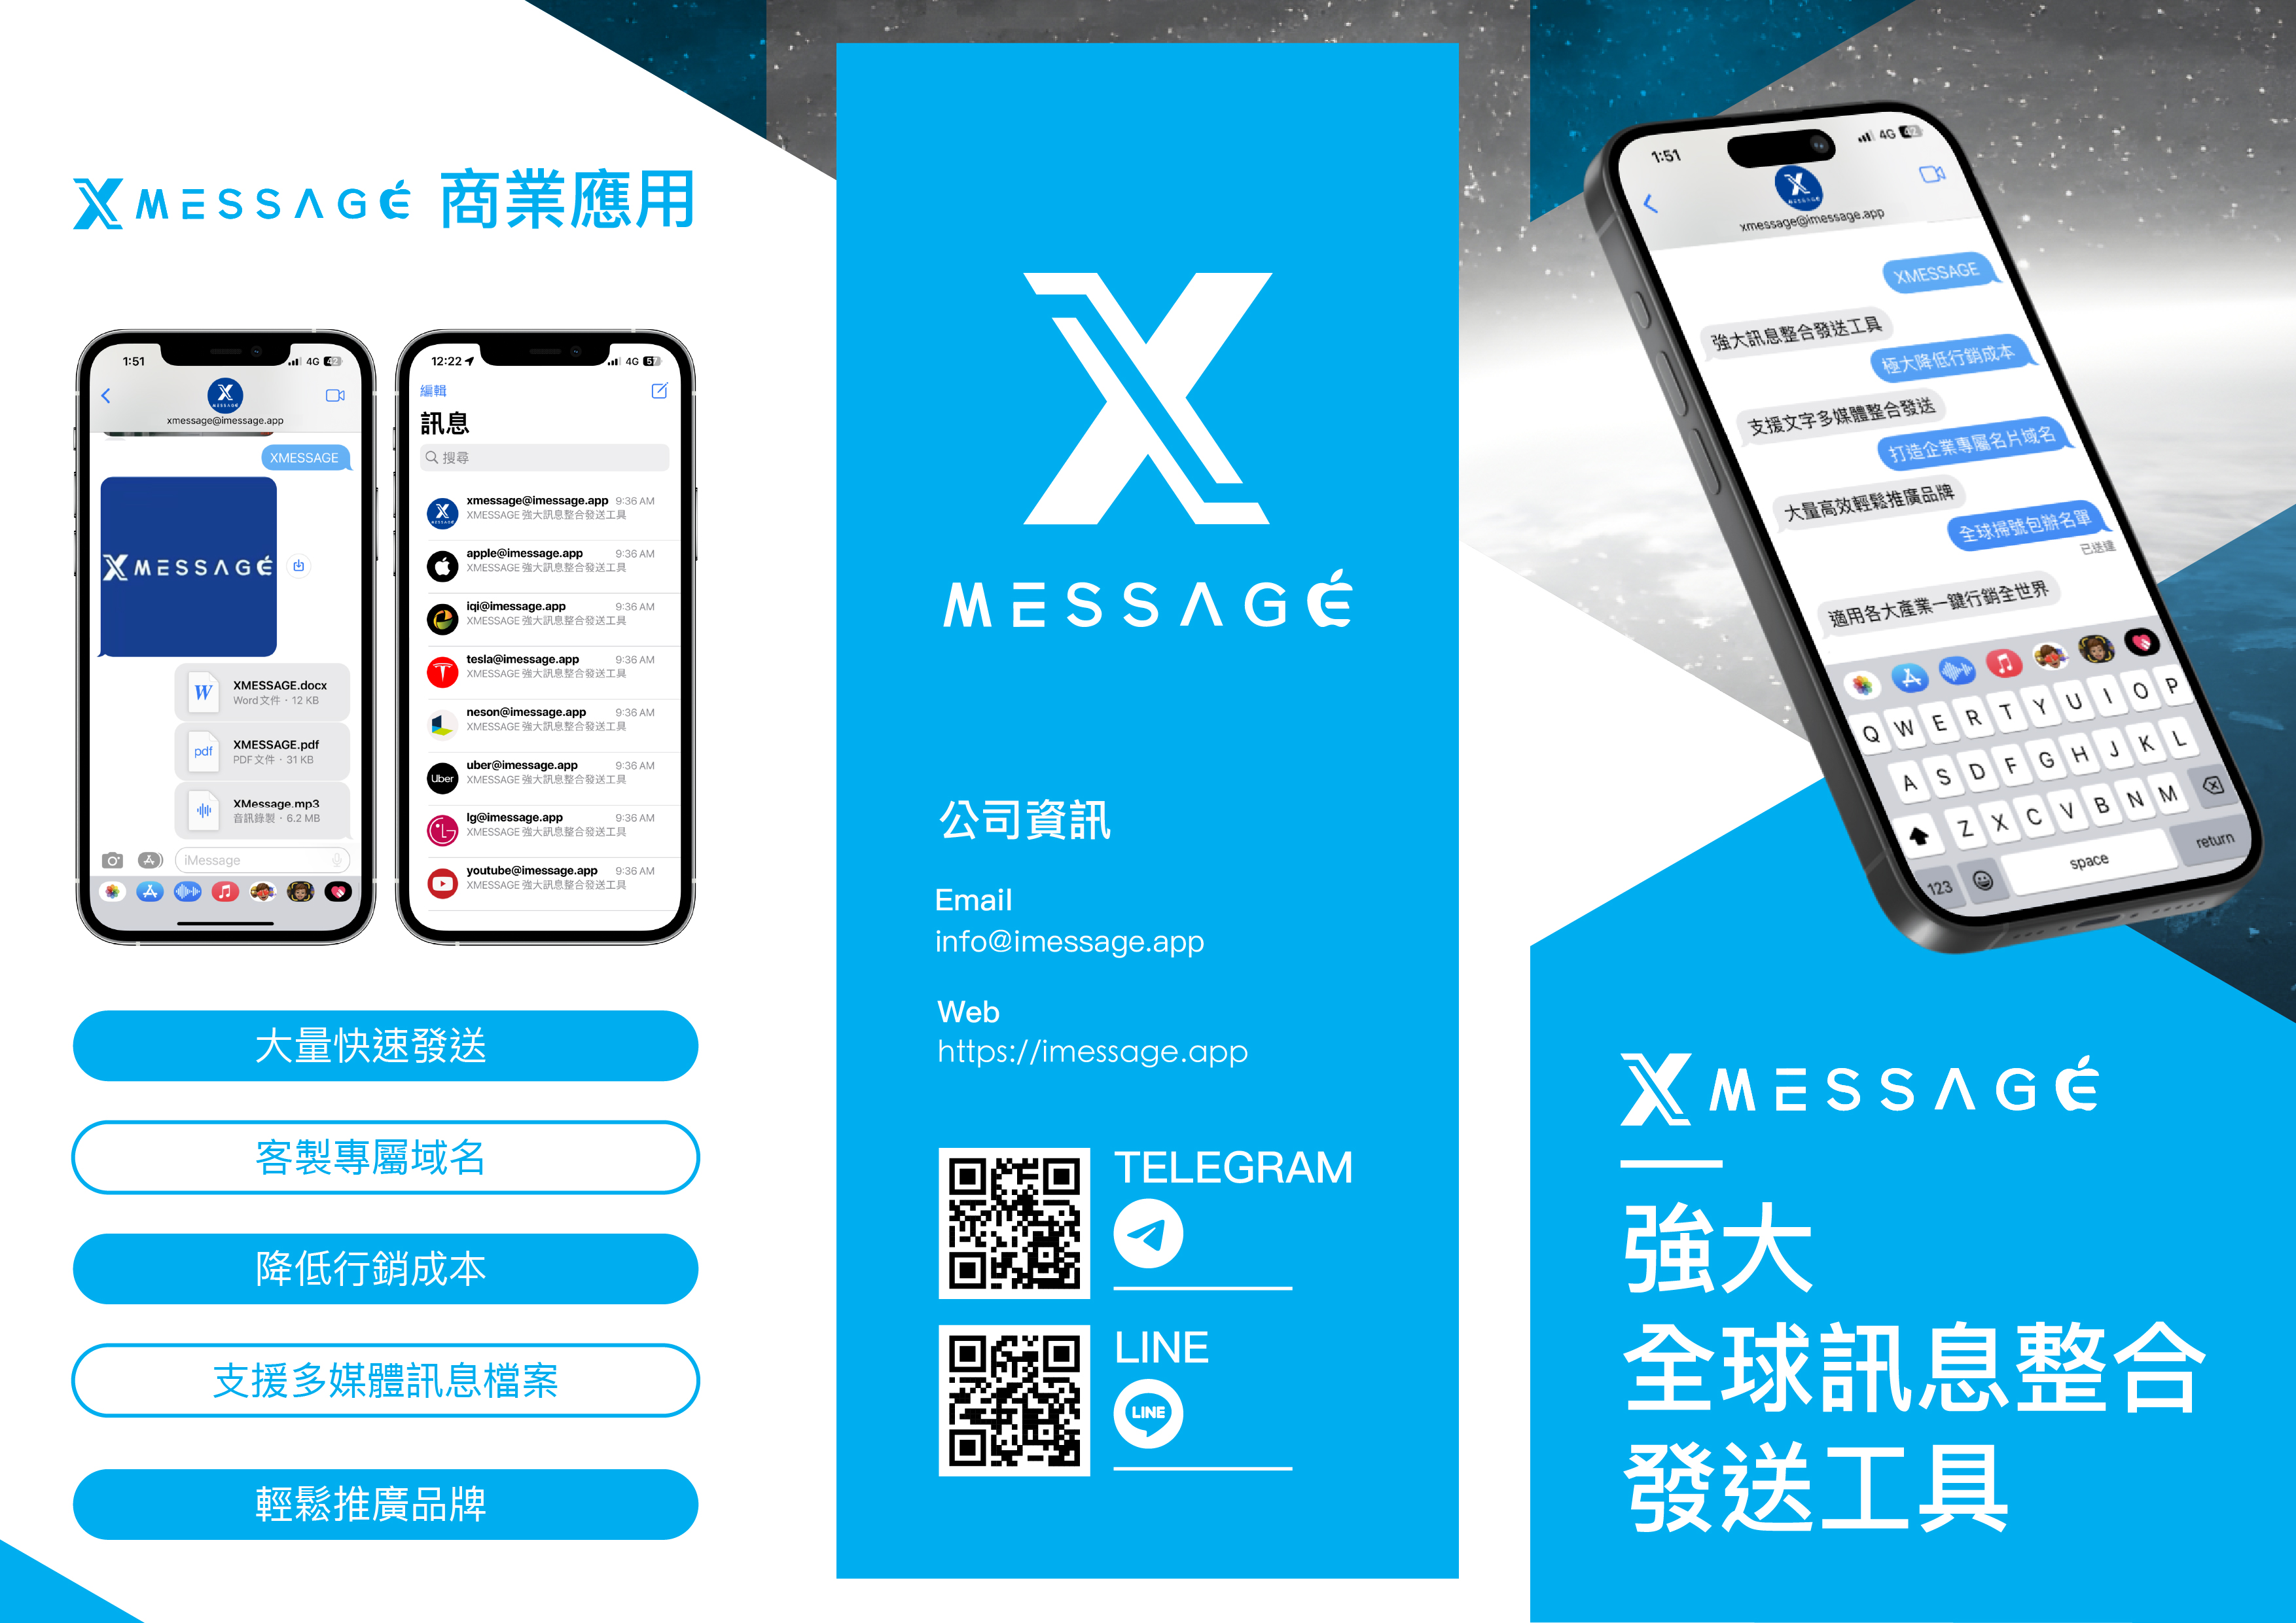 XMESSAGE 商業應用
1:51
4G 42
xmessage@imessage.app
XMESSAGE
XMESSAGE
XMESSAGE.docx
Word 文件・12 KB
pdf
XMESSAGE.pdf
PDF 文件・31 KB
XMessage.mp3
音訊錄製・6.2 MB
iMessage
12:22
4G 57
編輯
訊息
搜尋
xmessage@imessage.app 9:36 AM
XMESSAGE 強大訊息整合發送工具
apple@imessage.app 9:36 AM
XMESSAGE 強大訊息整合發送工具
iqi@imessage.app 9:36 AM
XMESSAGE 強大訊息整合發送工具
tesla@imessage.app 9:36 AM
XMESSAGE 強大訊息整合發送工具
neson@imessage.app 9:36 AM
XMESSAGE 強大訊息整合發送工具
Uber
uber@imessage.app 9:36 AM
XMESSAGE 強大訊息整合發送工具
lg@imessage.app 9:36 AM
XMESSAGE 強大訊息整合發送工具
youtube@imessage.app 9:36 AM
XMESSAGE 強大訊息整合發送工具
大量快速發送
客製專屬域名
降低行銷成本
支援多媒體訊息檔案
輕鬆推廣品牌
X
MESSAGE
公司資訊
Email
info@imessage.app
Web
https://imessage.app
TELEGRAM
LINE
LINE
1:51
4G 42
xmessage@imessage.app
XMESSAGE
強大訊息整合發送工具
極大降低行銷成本
支援文字多媒體整合發送
打造企業專屬名片域名
大量高效輕鬆推廣品牌
全球掃號包辦名單
已送達
適用各大產業一鍵行銷全世界
Q W E R T Y U I O P
A S D F G H J K L
Z X C V B N M
123 space return
XMESSAGE
強大
全球訊息整合
發送工具